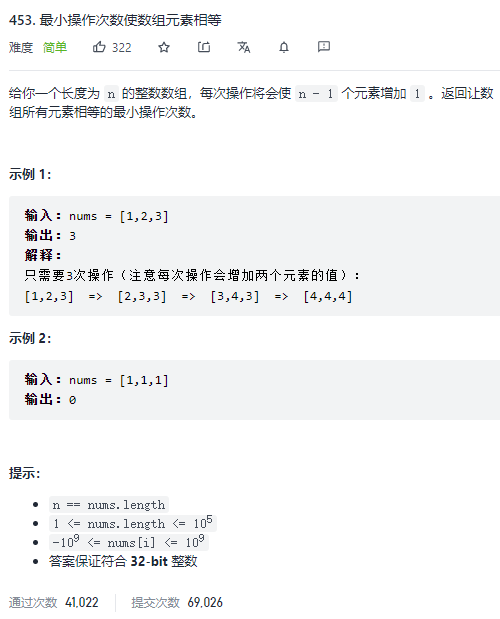 453. 最小操作次数使数组元素相等
难度 简单 322
给你一个长度为 n 的整数数组，每次操作将会使 n - 1 个元素增加 1 。返回让数
组所有元素相等的最小操作次数。
示例 1：
输入：nums = [1,2,3]
输出：3
解释：
只需要3次操作（注意每次操作会增加两个元素的值）：
[1,2,3] => [2,3,3] => [3,4,3] => [4,4,4]
示例 2：
输入：nums = [1,1,1]
输出：0
提示：
• n == nums.length
• 1 <= nums.length <= 10⁵
• -10⁹ <= nums[i] <= 10⁹
• 答案保证符合 32-bit 整数
通过次数 41,022 提交次数 69,026